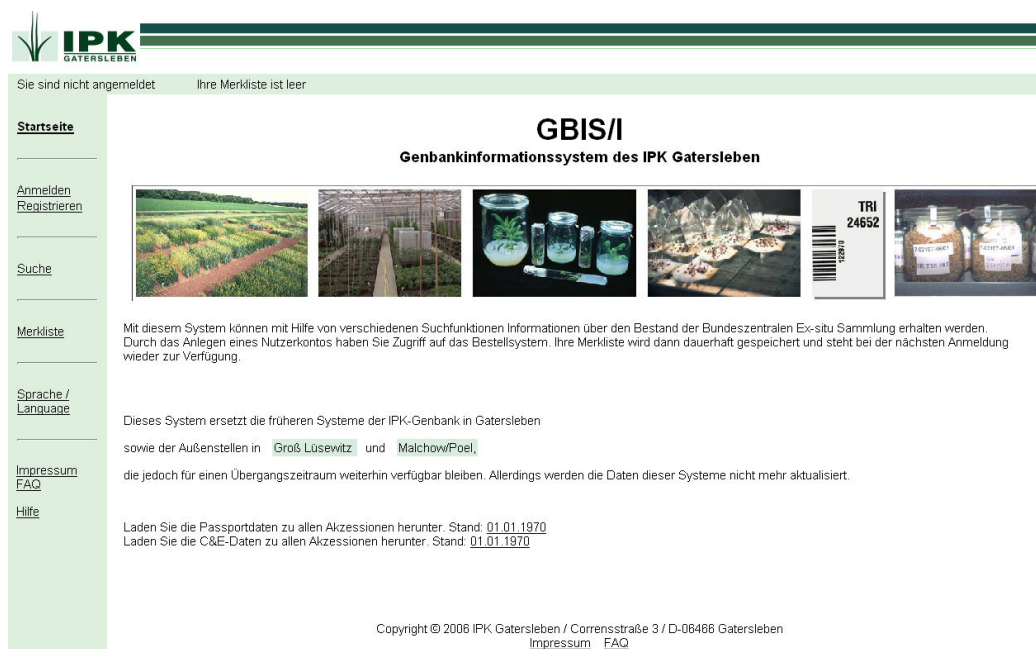 IPK
GATERSLEBEN
Sie sind nicht angemeldet Ihre Merkliste ist leer
Startseite
Anmelden
Registrieren
Suche
Merkliste
Sprache /
Language
Impressum
FAQ
Hilfe
GBIS/I
Genbankinformationssystem des IPK Gatersleben
TRI
24652
122970
Mit diesem System können mit Hilfe von verschiedenen Suchfunktionen Informationen über den Bestand der Bundeszentralen Ex-situ Sammlung erhalten werden.
Durch das Anlegen eines Nutzerkontos haben Sie Zugriff auf das Bestellsystem. Ihre Merkliste wird dann dauerhaft gespeichert und steht bei der nächsten Anmeldung
wieder zur Verfügung.
Dieses System ersetzt die früheren Systeme der IPK-Genbank in Gatersleben
sowie der Außenstellen in Groß Lüsewitz und Malchow/Poel,
die jedoch für einen Übergangszeitraum weiterhin verfügbar bleiben. Allerdings werden die Daten dieser Systeme nicht mehr aktualisiert.
Laden Sie die Passportdaten zu allen Akzessionen herunter. Stand: 01.01.1970
Laden Sie die C&E-Daten zu allen Akzessionen herunter. Stand: 01.01.1970
Copyright © 2006 IPK Gatersleben / Corrensstraße 3 / D-06466 Gatersleben
Impressum FAQ